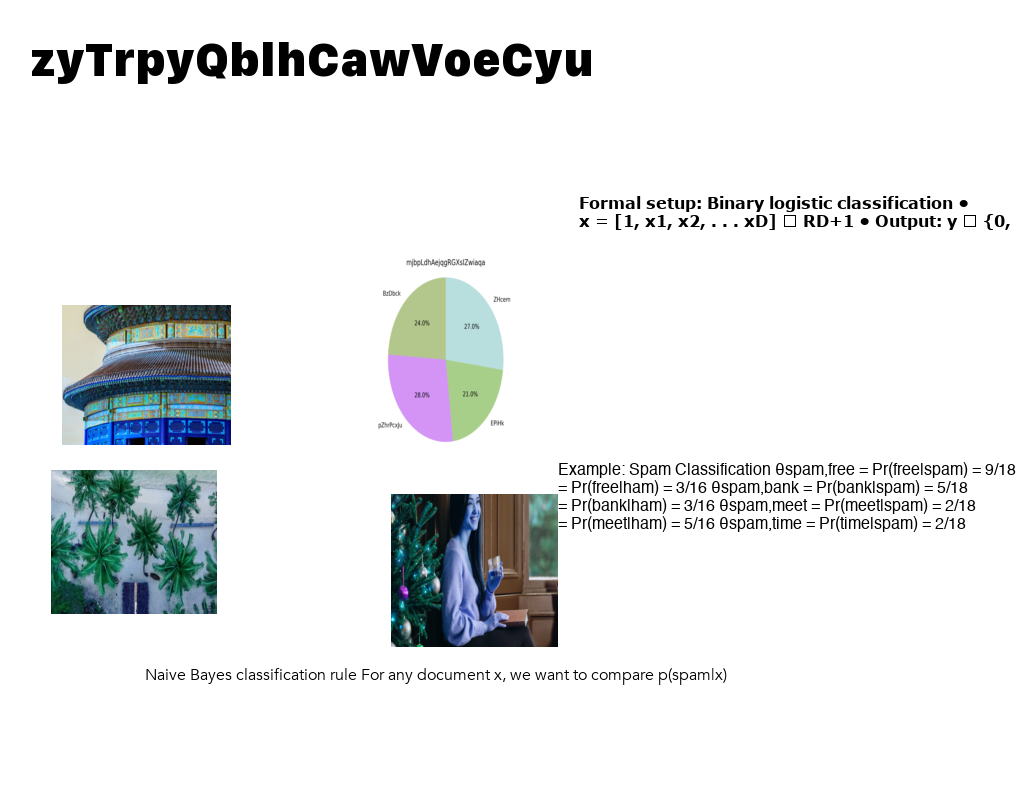 zyTrpyQblhCawVoeCyu
Formal setup: Binary logistic classification ●
x = [1, x1, x2, . . . xD] □ RD+1 ● Output: y □ {0,
mjbpLdhAejqgRGXsIZwiaqa
BzDbck
ZHcem
24.0%
27.0%
28.0%
21.0%
pZhrPcxJu
EPiHk
Example: Spam Classification θspam,free = Pr(free|spam) = 9/18
= Pr(free|ham) = 3/16 θspam,bank = Pr(bank|spam) = 5/18
= Pr(bank|ham) = 3/16 θspam,meet = Pr(meet|spam) = 2/18
= Pr(meet|ham) = 5/16 θspam,time = Pr(time|spam) = 2/18
Naive Bayes classification rule For any document x, we want to compare p(spam|x)